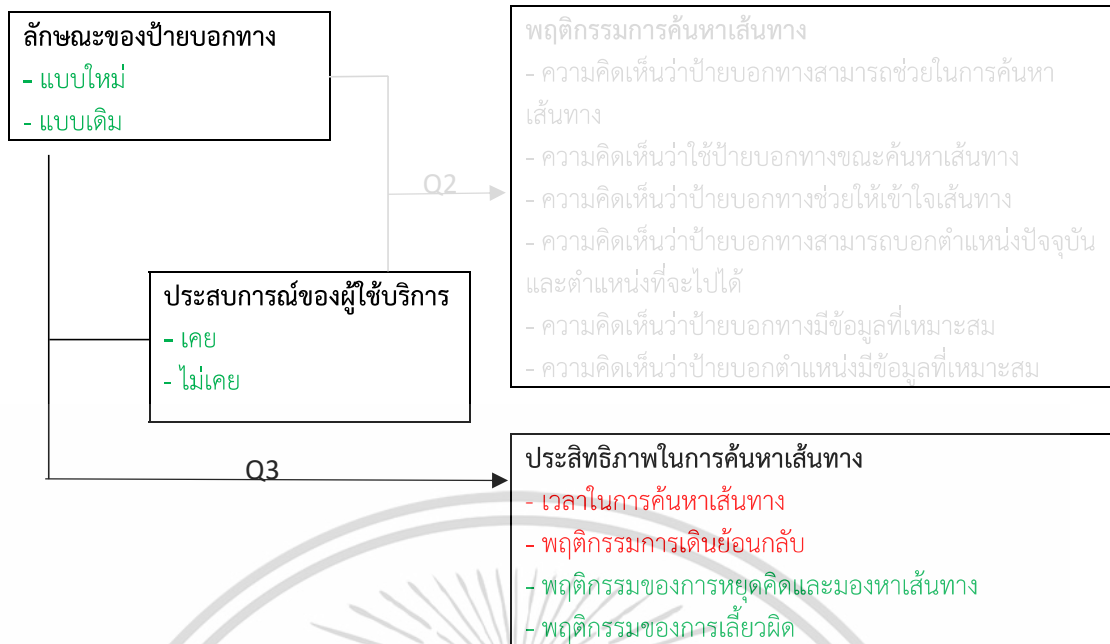 ลักษณะของป้ายบอกทาง
- แบบใหม่
- แบบเดิม
พฤติกรรมการค้นหาเส้นทาง
- ความคิดเห็นว่าป้ายบอกทางสามารถช่วยในการค้นหา
เส้นทาง
- ความคิดเห็นว่าใช้ป้ายบอกทางขณะค้นหาเส้นทาง
- ความคิดเห็นว่าป้ายบอกทางช่วยให้เข้าใจเส้นทาง
- ความคิดเห็นว่าป้ายบอกทางสามารถบอกตำแหน่งปัจจุบัน
และตำแหน่งที่จะไปได้
- ความคิดเห็นว่าป้ายบอกทางมีข้อมูลที่เหมาะสม
- ความคิดเห็นว่าป้ายบอกตำแหน่งมีข้อมูลที่เหมาะสม
Q2
ประสบการณ์ของผู้ใช้บริการ
- เคย
- ไม่เคย
Q3
ประสิทธิภาพในการค้นหาเส้นทาง
- เวลาในการค้นหาเส้นทาง
- พฤติกรรมการเดินย้อนกลับ
- พฤติกรรมของการหยุดคิดและมองหาเส้นทาง
- พฤติกรรมของการเลี้ยวผิด